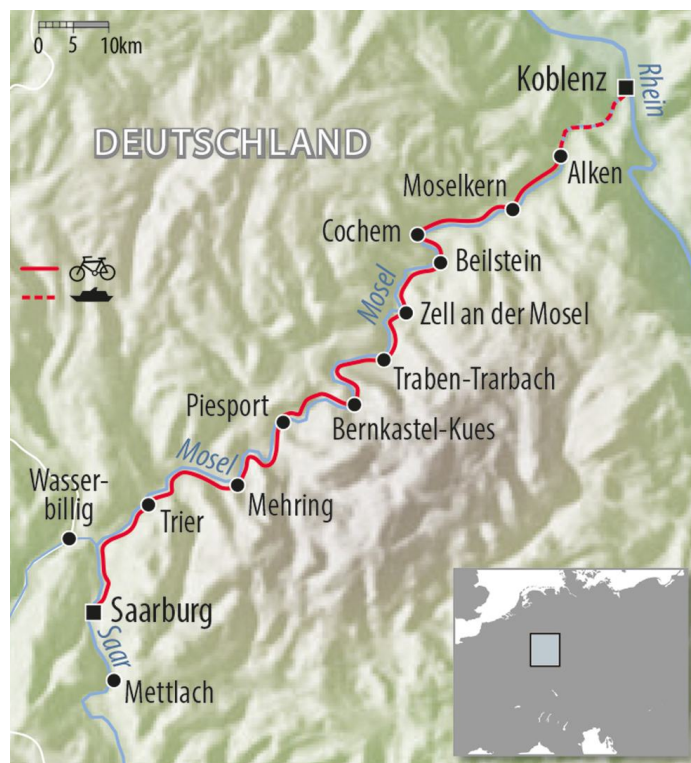 0 5 10km
Koblenz
Rhein
DEUTSCHLAND
Alken
Moselkern
Cochem
Beilstein
Mosel
Zell an der Mosel
Traben-Trarbach
Piesport
Bernkastel-Kues
Mosel
Wasser-
billig
Mehring
Trier
Saarburg
Saar
Mettlach